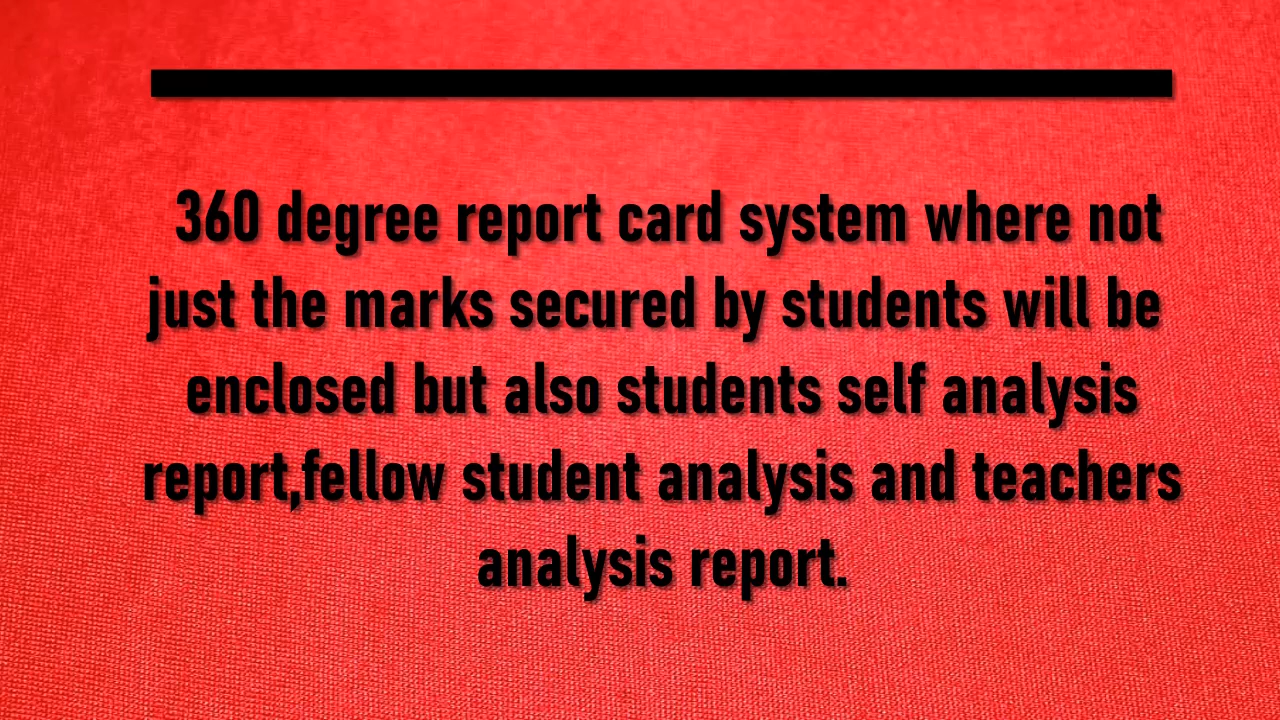 360 degree report card system where not
just the marks secured by students will be
enclosed but also students self analysis
report,fellow student analysis and teachers
analysis report.